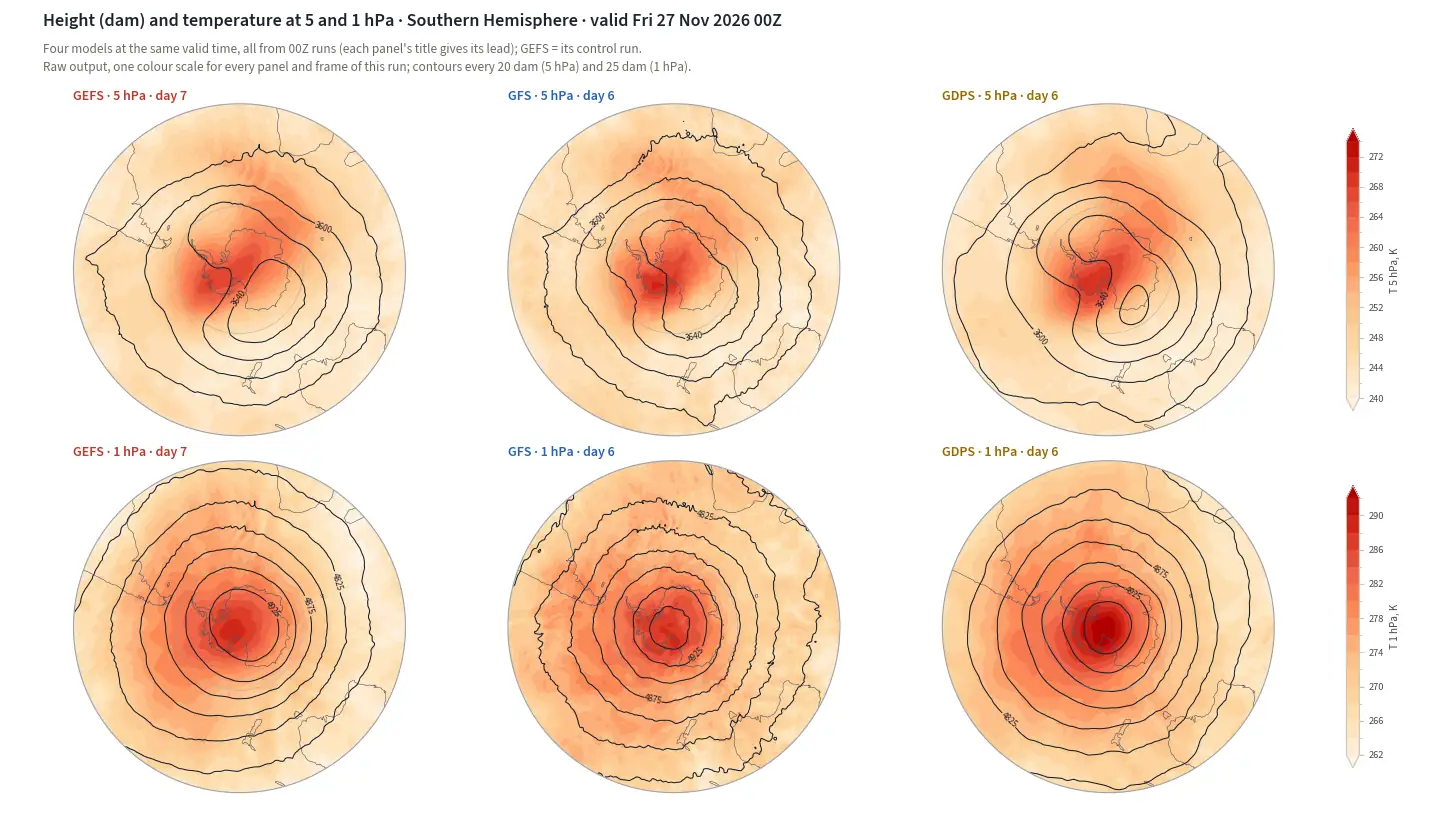 Height (dam) and temperature at 5 and 1 hPa · Southern Hemisphere · valid Fri 27 Nov 2026 00Z
Four models at the same valid time, all from 00Z runs (each panel's title gives its lead); GEFS = its control run.
Raw output, one colour scale for every panel and frame of this run; contours every 20 dam (5 hPa) and 25 dam (1 hPa).
GEFS · 5 hPa · day 7
GFS · 5 hPa · day 6
GDPS · 5 hPa · day 6
3600
3640
3600
3640
3600
3640
272
268
264
260
256
252
248
244
240
T 5 hPa, K
GEFS · 1 hPa · day 7
GFS · 1 hPa · day 6
GDPS · 1 hPa · day 6
4825
4875
4925
4825
4875
4925
4825
4875
4925
290
286
282
278
274
270
266
262
T 1 hPa, K